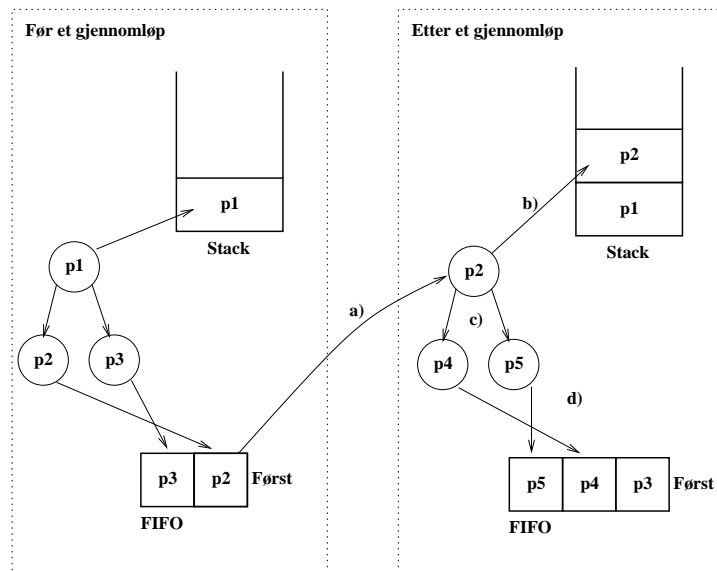 Før et gjennomløp
p1
Stack
p1
p2
p3
p3
p2
Først
FIFO
a)
Etter et gjennomløp
p2
b)
p1
Stack
p2
c)
p4
p5
d)
p5
p4
p3
Først
FIFO